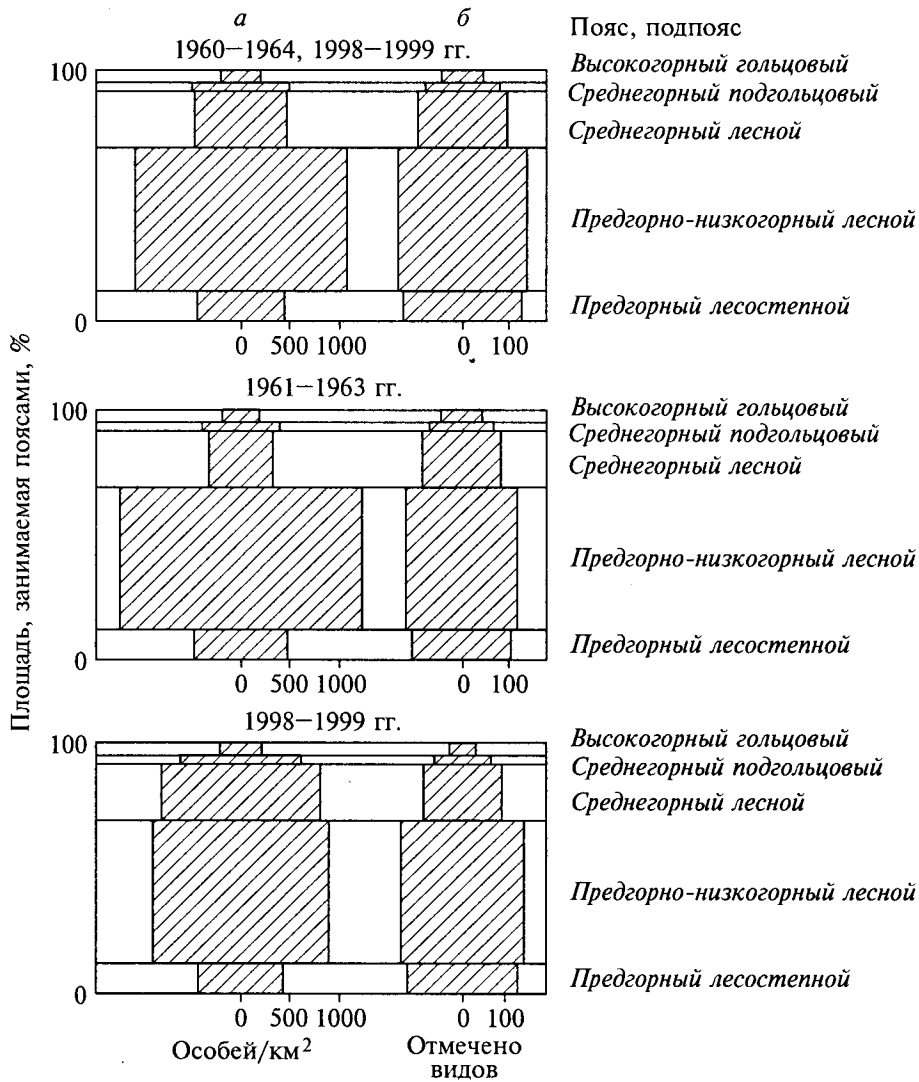 а б
1960—1964, 1998—1999 гг.
Пояс, подпояс
100
Высокогорный гольцовый
Среднегорный подгольцовый
Среднегорный лесной
Предгорно-низкогорный лесной
Предгорный лесостепной
0
0 500 1000 0 100
1961—1963 гг.
100
Высокогорный гольцовый
Среднегорный подгольцовый
Среднегорный лесной
Предгорно-низкогорный лесной
Предгорный лесостепной
0
0 500 1000 0 100
Площадь, занимаемая поясами, %
1998—1999 гг.
100
Высокогорный гольцовый
Среднегорный подгольцовый
Среднегорный лесной
Предгорно-низкогорный лесной
Предгорный лесостепной
0
0 500 1000 0 100
Особей/км² Отмечено
видов